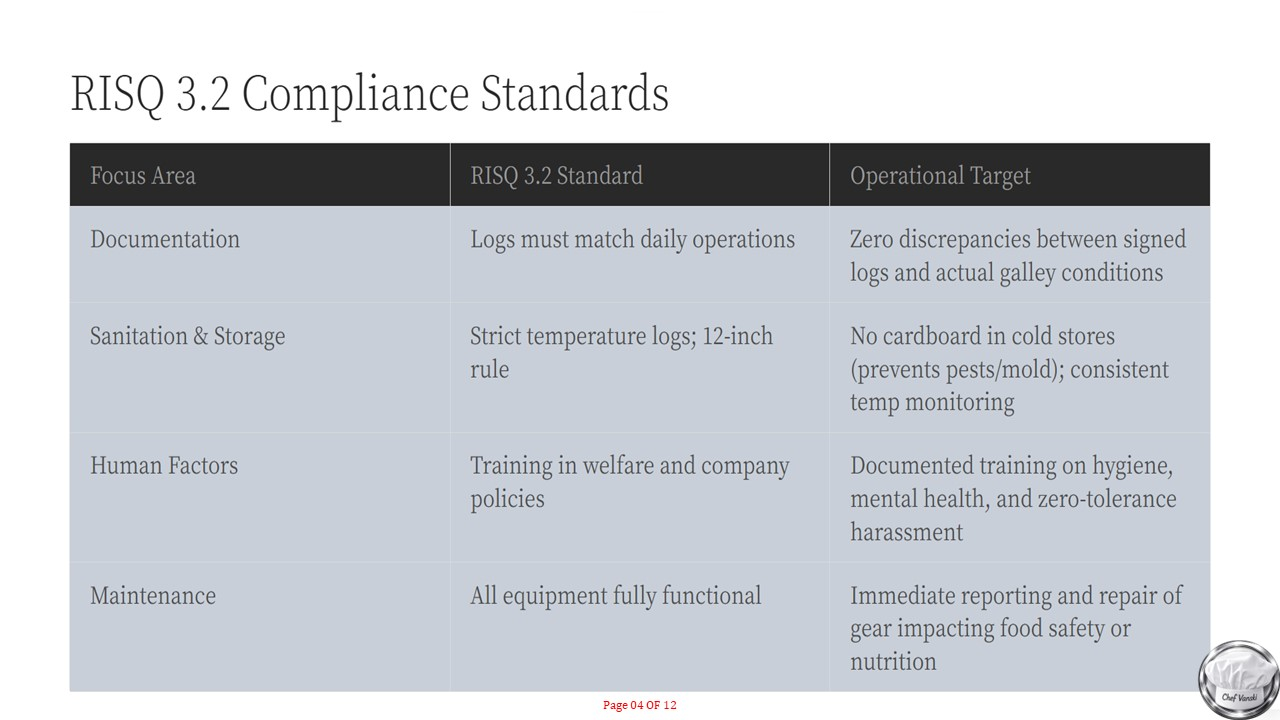 RISQ 3.2 Compliance Standards
Focus Area
RISQ 3.2 Standard
Operational Target
Documentation
Logs must match daily operations
Zero discrepancies between signed
logs and actual galley conditions
Sanitation & Storage
Strict temperature logs; 12-inch
rule
No cardboard in cold stores
(prevents pests/mold); consistent
temp monitoring
Human Factors
Training in welfare and company
policies
Documented training on hygiene,
mental health, and zero-tolerance
harassment
Maintenance
All equipment fully functional
Immediate reporting and repair of
gear impacting food safety or
nutrition
Chef Vanski
Page 04 OF 12